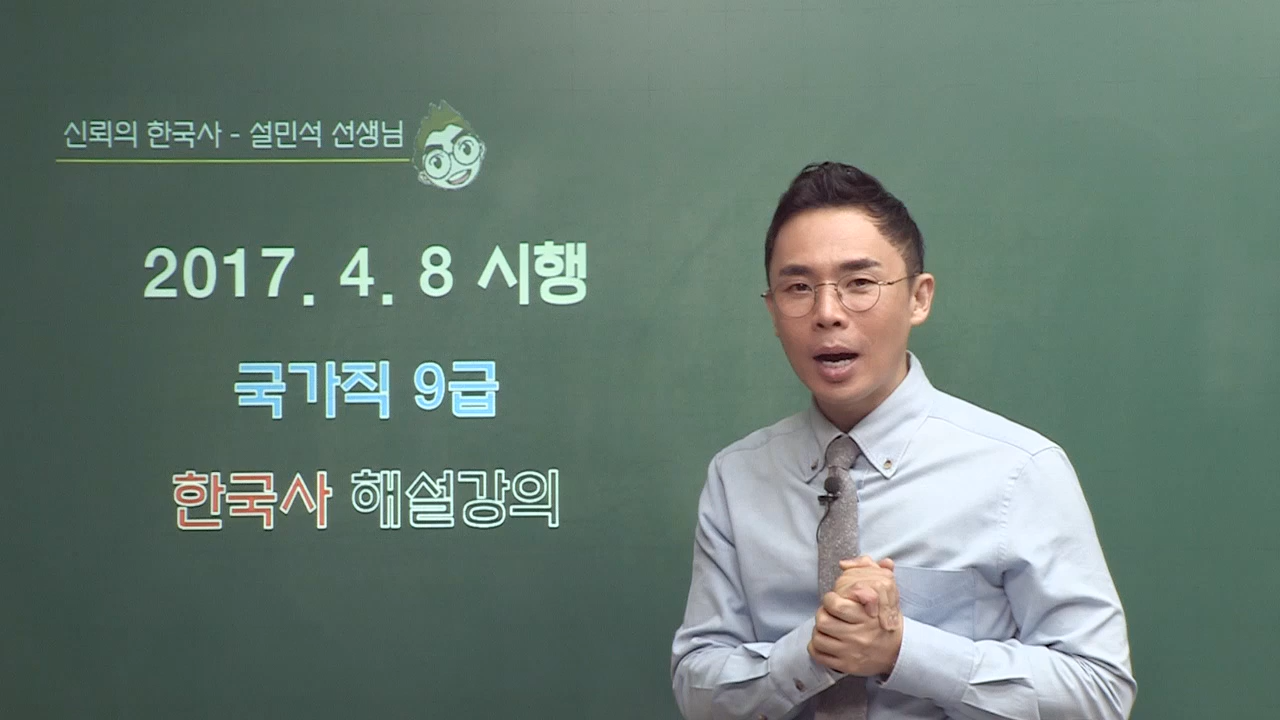 신뢰의 한국사 - 설민석 선생님
2017. 4. 8 시행
국가직 9급
한국사 해설강의